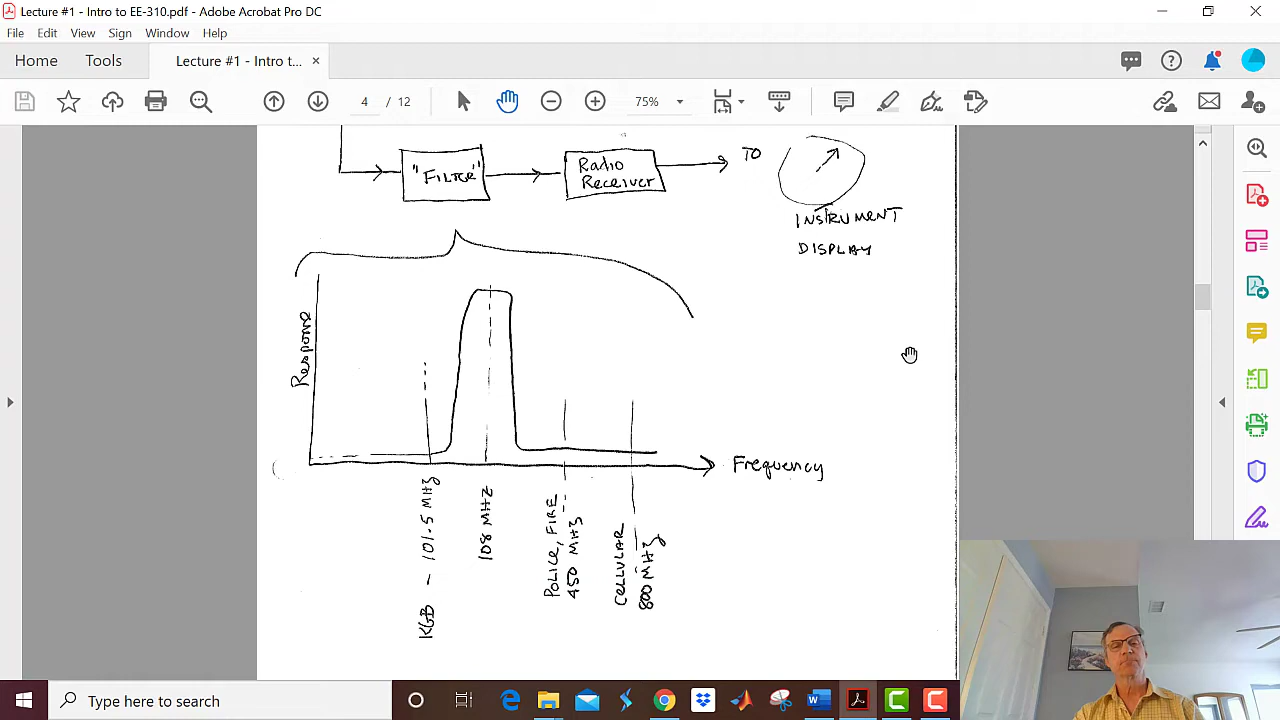 Lecture #1 - Intro to EE-310.pdf - Adobe Acrobat Pro DC
File Edit View Sign Window Help
Home Tools Lecture #1 - Intro t... ×
4 / 12 75%
"FILTER"
Radio
Receiver
TO
INSTRUMENT
DISPLAY
Response
Frequency
KGB - 101.5 MHz
108 MHz
POLICE, FIRE
450 MHz
CELLULAR
800 MHz
Type here to search